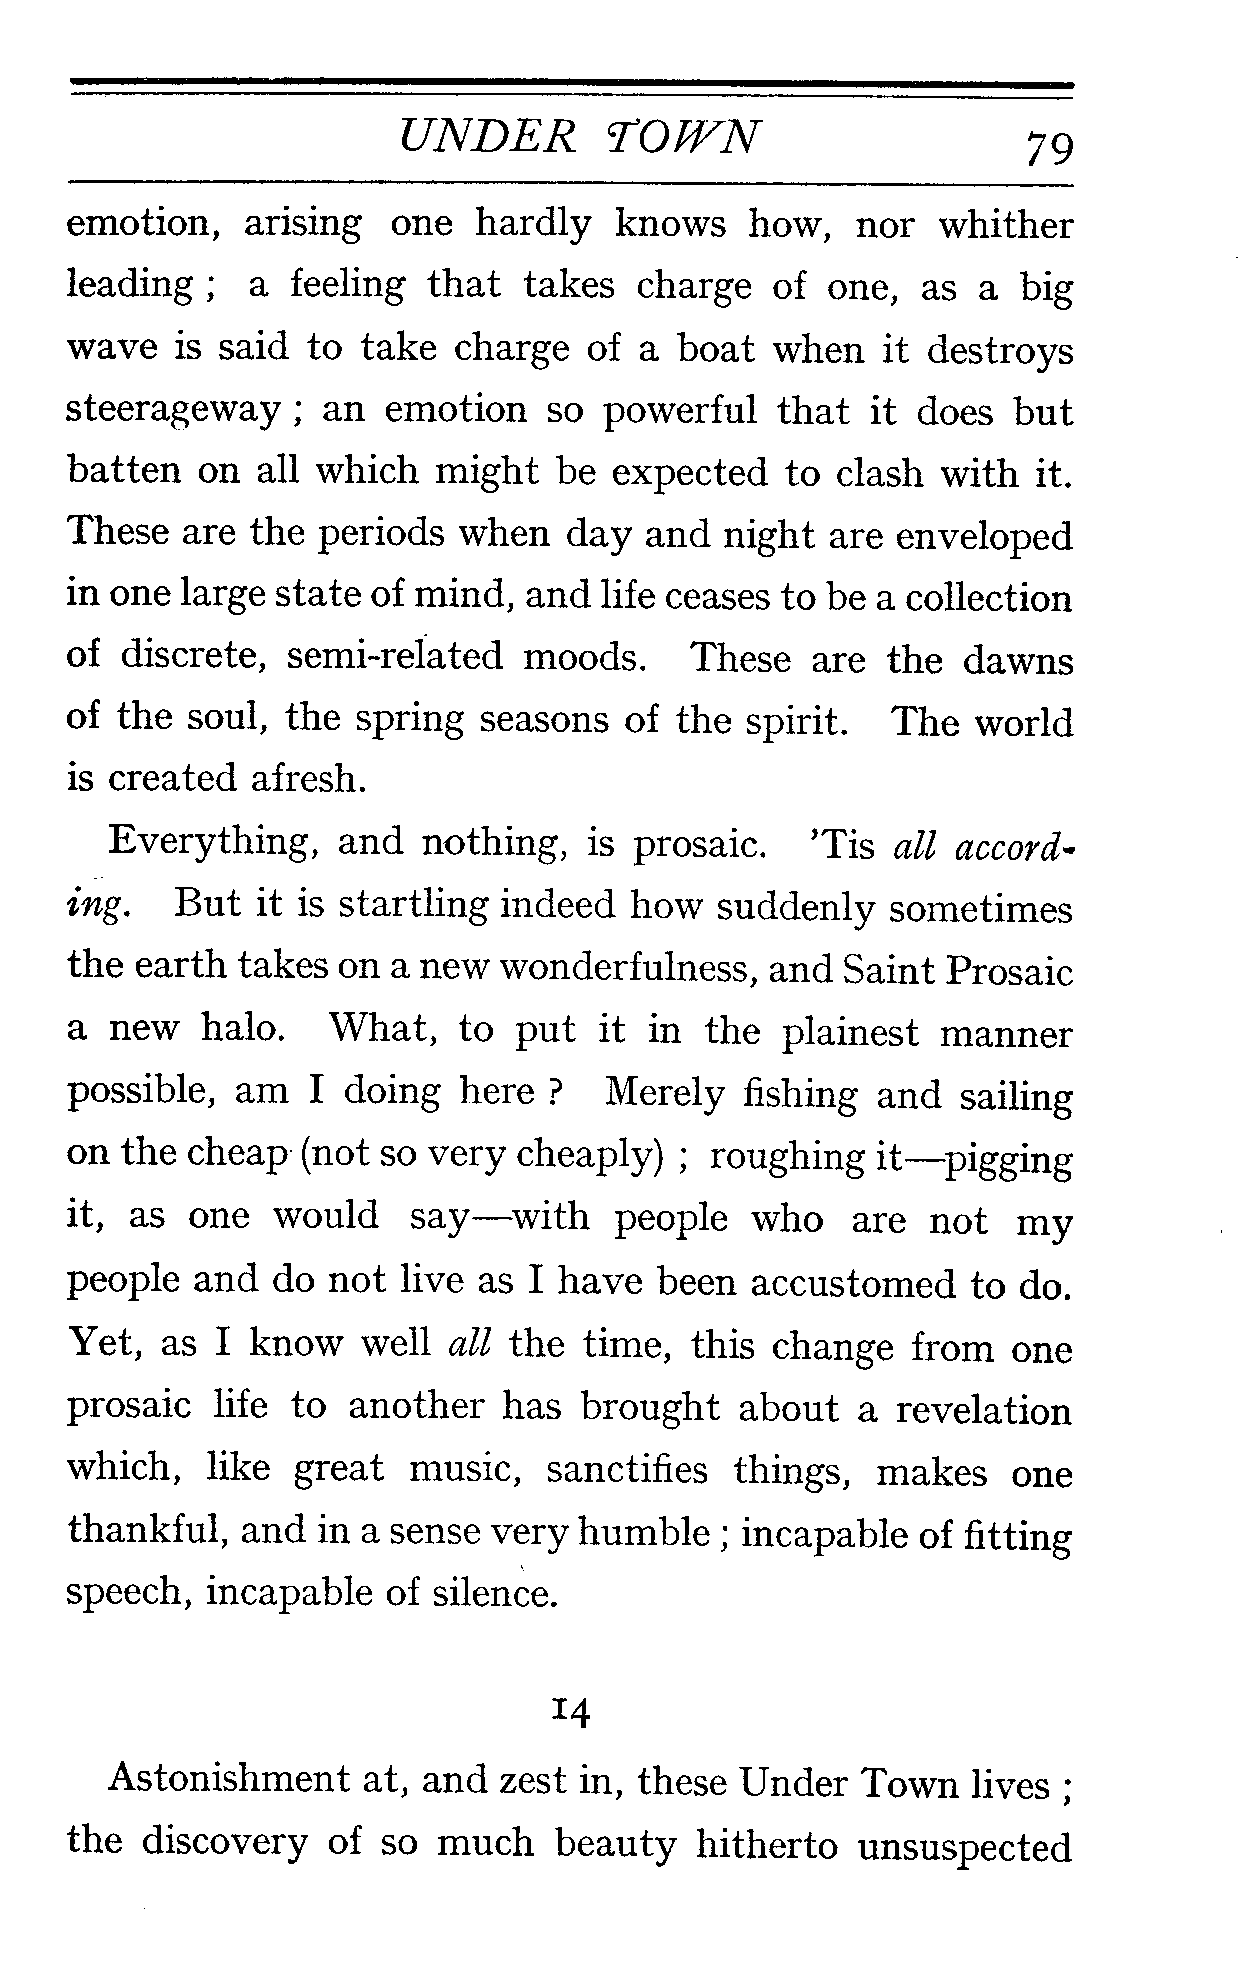 UNDER TOWN 79
emotion, arising one hardly knows how, nor whither
leading ; a feeling that takes charge of one, as a big
wave is said to take charge of a boat when it destroys
steerageway ; an emotion so powerful that it does but
batten on all which might be expected to clash with it.
These are the periods when day and night are enveloped
in one large state of mind, and life ceases to be a collection
of discrete, semi-related moods. These are the dawns
of the soul, the spring seasons of the spirit. The world
is created afresh.
Everything, and nothing, is prosaic. 'Tis all accord-
ing. But it is startling indeed how suddenly sometimes
the earth takes on a new wonderfulness, and Saint Prosaic
a new halo. What, to put it in the plainest manner
possible, am I doing here ? Merely fishing and sailing
on the cheap (not so very cheaply) ; roughing it—pigging
it, as one would say—with people who are not my
people and do not live as I have been accustomed to do.
Yet, as I know well all the time, this change from one
prosaic life to another has brought about a revelation
which, like great music, sanctifies things, makes one
thankful, and in a sense very humble ; incapable of fitting
speech, incapable of silence.
14
Astonishment at, and zest in, these Under Town lives ;
the discovery of so much beauty hitherto unsuspected